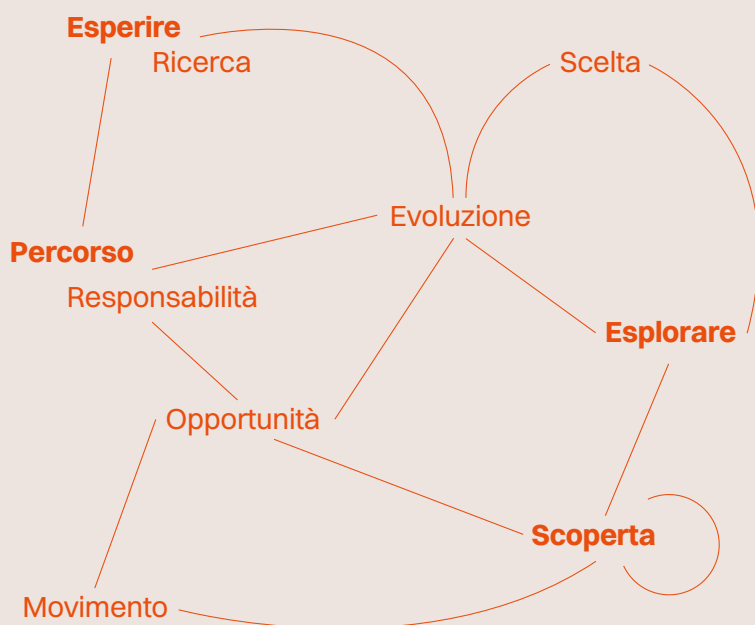 Esperire
Ricerca
Scelta
Evoluzione
Percorso
Responsabilità
Esplorare
Opportunità
Scoperta
Movimento